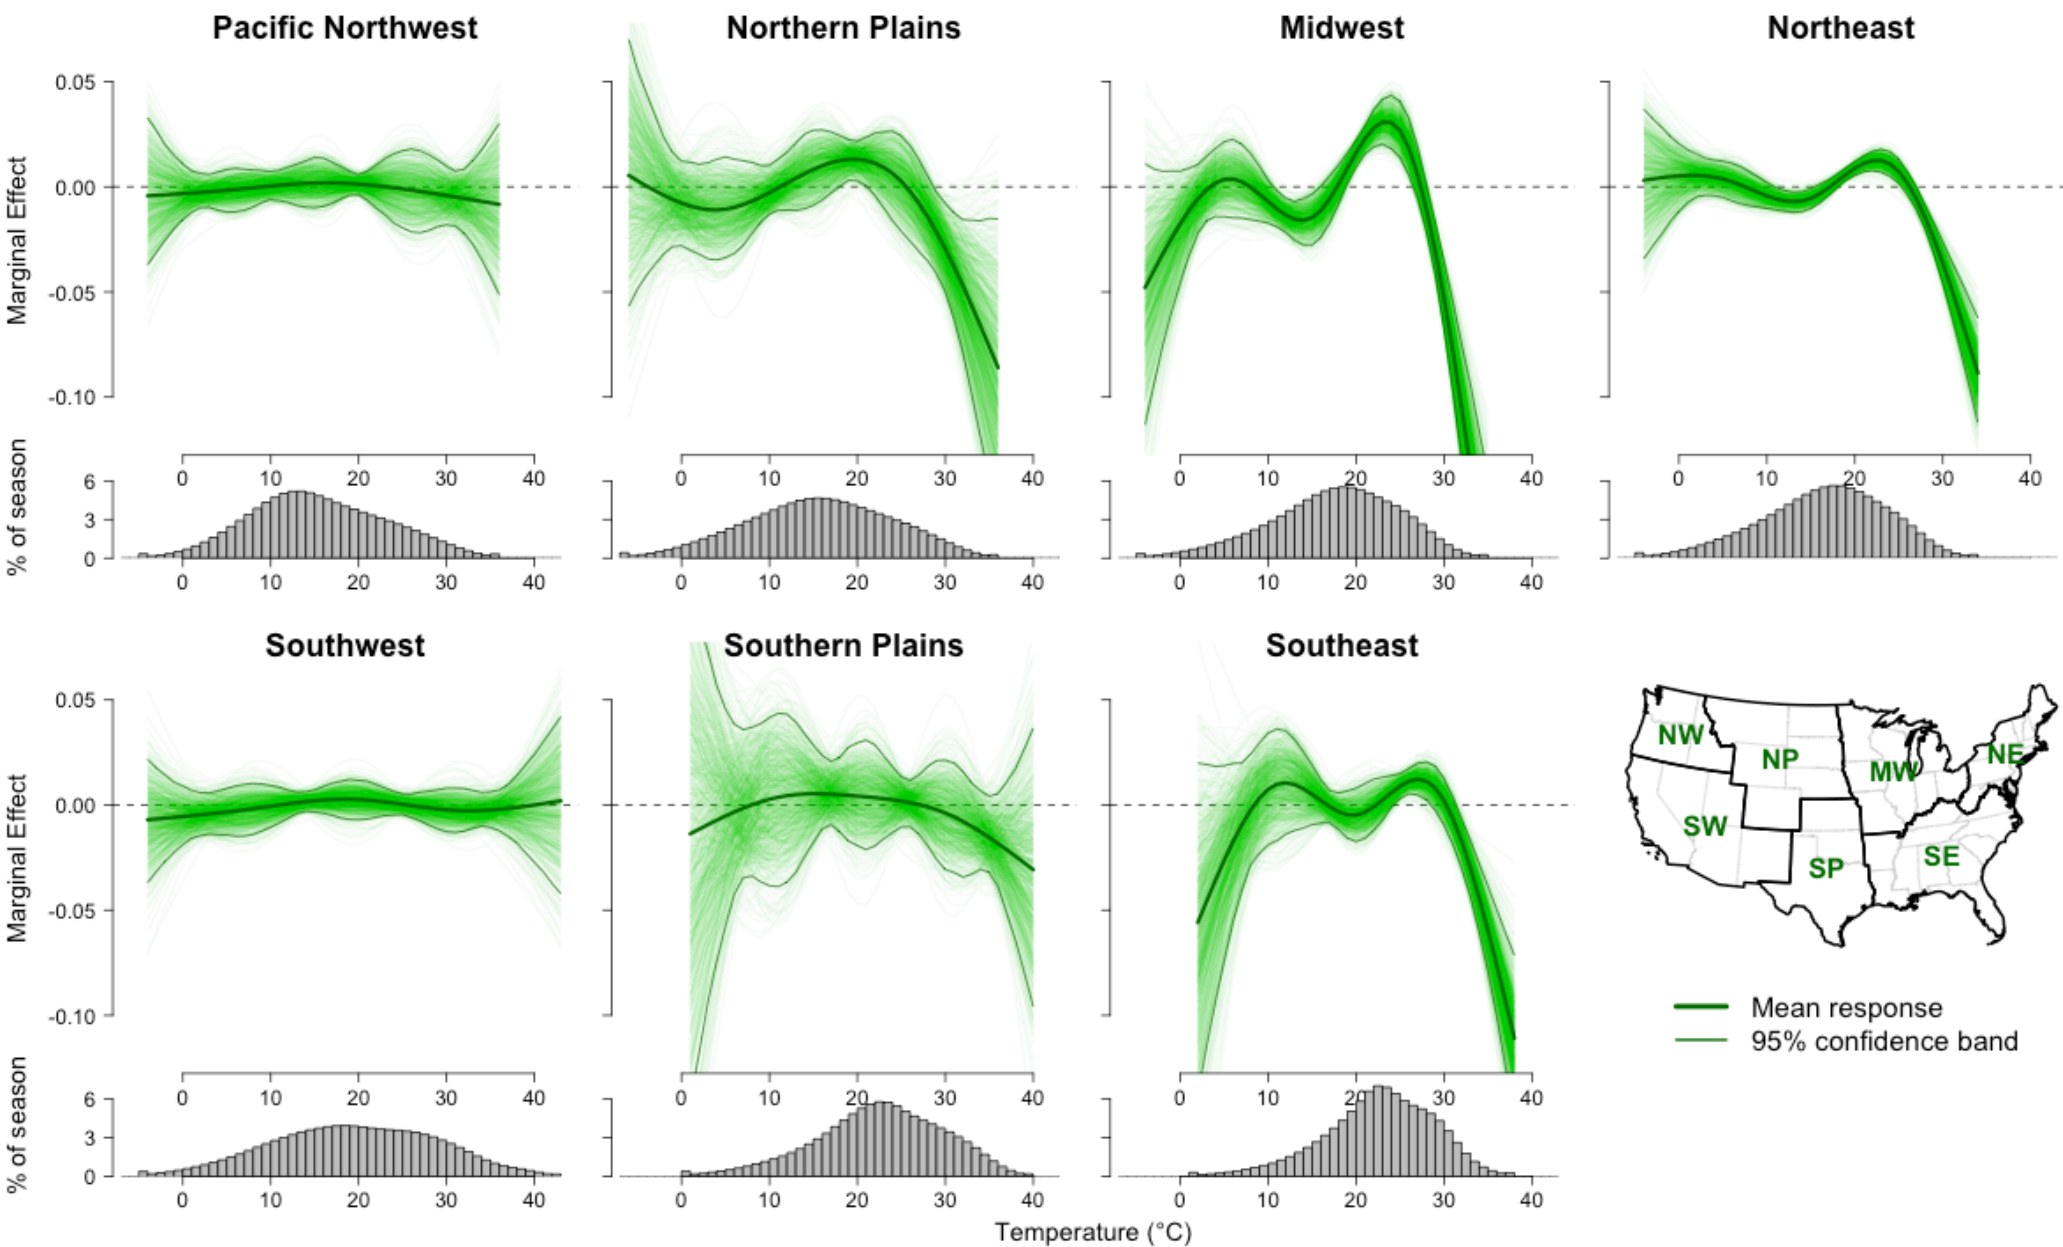 Pacific Northwest Northern Plains Midwest Northeast
Marginal Effect
0.05
0.00
-0.05
-0.10
0 10 20 30 40 0 10 20 30 40 0 10 20 30 40 0 10 20 30 40
% of season
6
3
0
0 10 20 30 40 0 10 20 30 40 0 10 20 30 40 0 10 20 30 40
Southwest Southern Plains Southeast
Marginal Effect
0.05
0.00
-0.05
-0.10
0 10 20 30 40 0 10 20 30 40 0 10 20 30 40
% of season
6
3
0
0 10 20 30 40 0 10 20 30 40 0 10 20 30 40
Temperature (°C)
NW
NP
MW
NE
SW
SP
SE
Mean response
95% confidence band